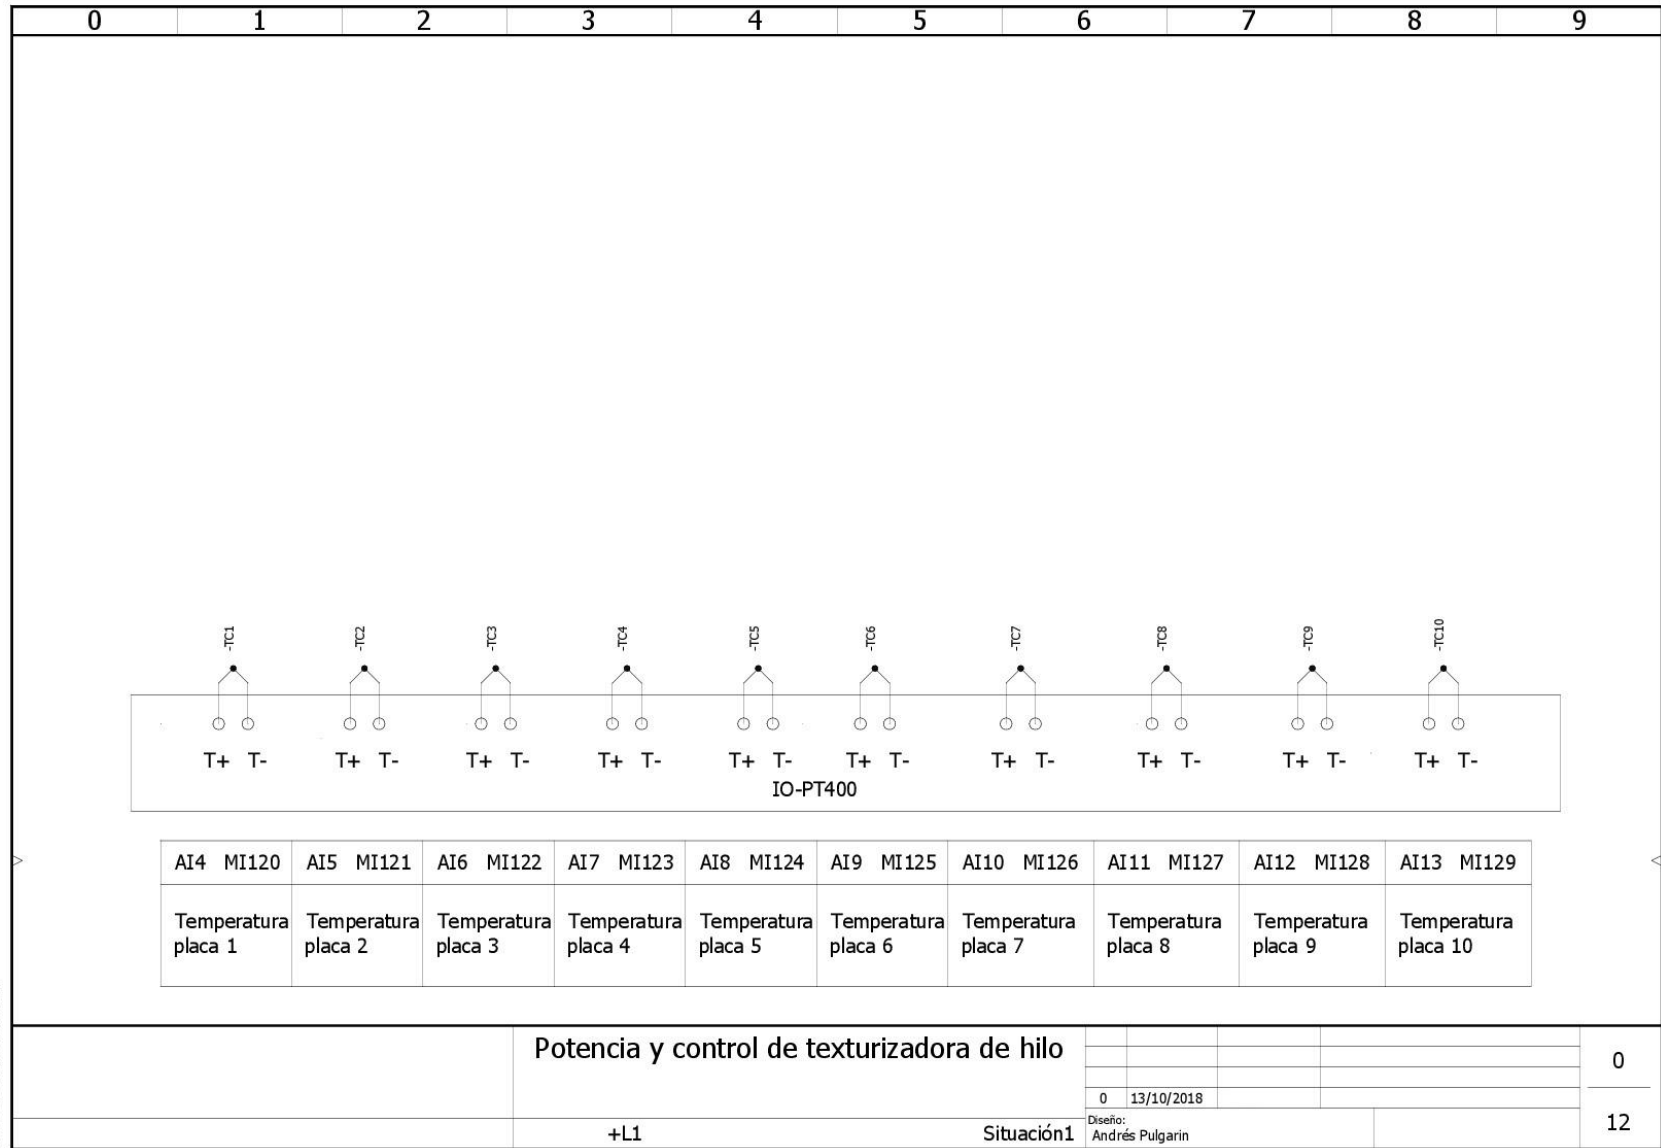 0 1 2 3 4 5 6 7 8 9
-TC1 -TC2 -TC3 -TC4 -TC5 -TC6 -TC7 -TC8 -TC9 -TC10
T+ T- T+ T- T+ T- T+ T- T+ T- T+ T- T+ T- T+ T- T+ T- T+ T-
IO-PT400
AI4 MI120 AI5 MI121 AI6 MI122 AI7 MI123 AI8 MI124 AI9 MI125 AI10 MI126 AI11 MI127 AI12 MI128 AI13 MI129
Temperatura
placa 1
Temperatura
placa 2
Temperatura
placa 3
Temperatura
placa 4
Temperatura
placa 5
Temperatura
placa 6
Temperatura
placa 7
Temperatura
placa 8
Temperatura
placa 9
Temperatura
placa 10
Potencia y control de texturizadora de hilo
0
0 13/10/2018
+L1 Situación1
Diseño:
Andrés Pulgarin
12